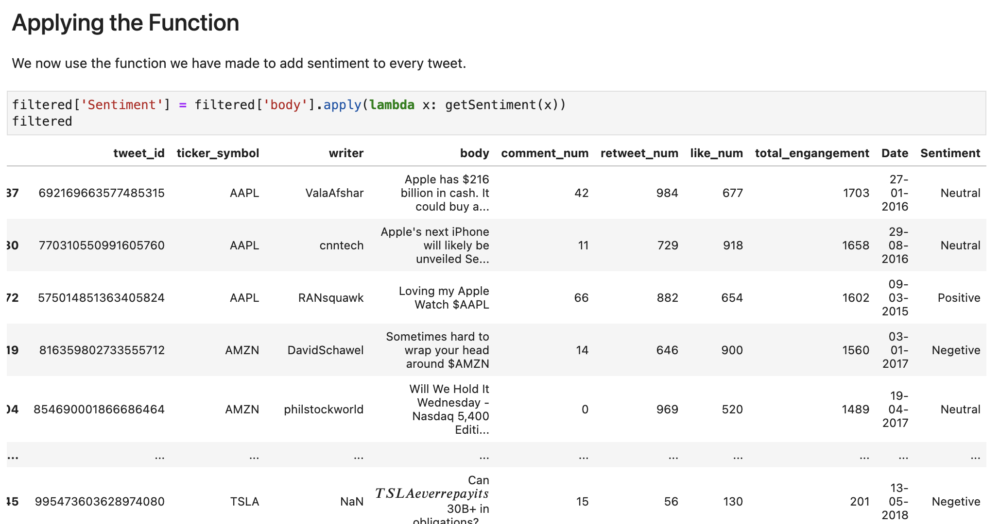 Applying the Function
We now use the function we have made to add sentiment to every tweet.
filtered['Sentiment'] = filtered['body'].apply(lambda x: getSentiment(x))
filtered
tweet_id ticker_symbol writer body comment_num retweet_num like_num total_engangement Date Sentiment
37 692169663577485315 AAPL ValaAfshar Apple has $216 billion in cash. It could buy a... 42 984 677 1703 27-01-2016 Neutral
30 770310550991605760 AAPL cnntech Apple's next iPhone will likely be unveiled Se... 11 729 918 1658 29-08-2016 Neutral
72 575014851363405824 AAPL RANsquawk Loving my Apple Watch $AAPL 66 882 654 1602 09-03-2015 Positive
19 816359802733555712 AMZN DavidSchawel Sometimes hard to wrap your head around $AMZN 14 646 900 1560 03-01-2017 Negetive
04 854690001866686464 AMZN philstockworld Will We Hold It Wednesday - Nasdaq 5,400 Editi... 0 969 520 1489 19-04-2017 Neutral
... ... ... ... ... ... ... ... ... ... ...
45 995473603628974080 TSLA NaN Can TSLAeverrepayits 30B+ in obligations?... 15 56 130 201 13-05-2018 Negetive